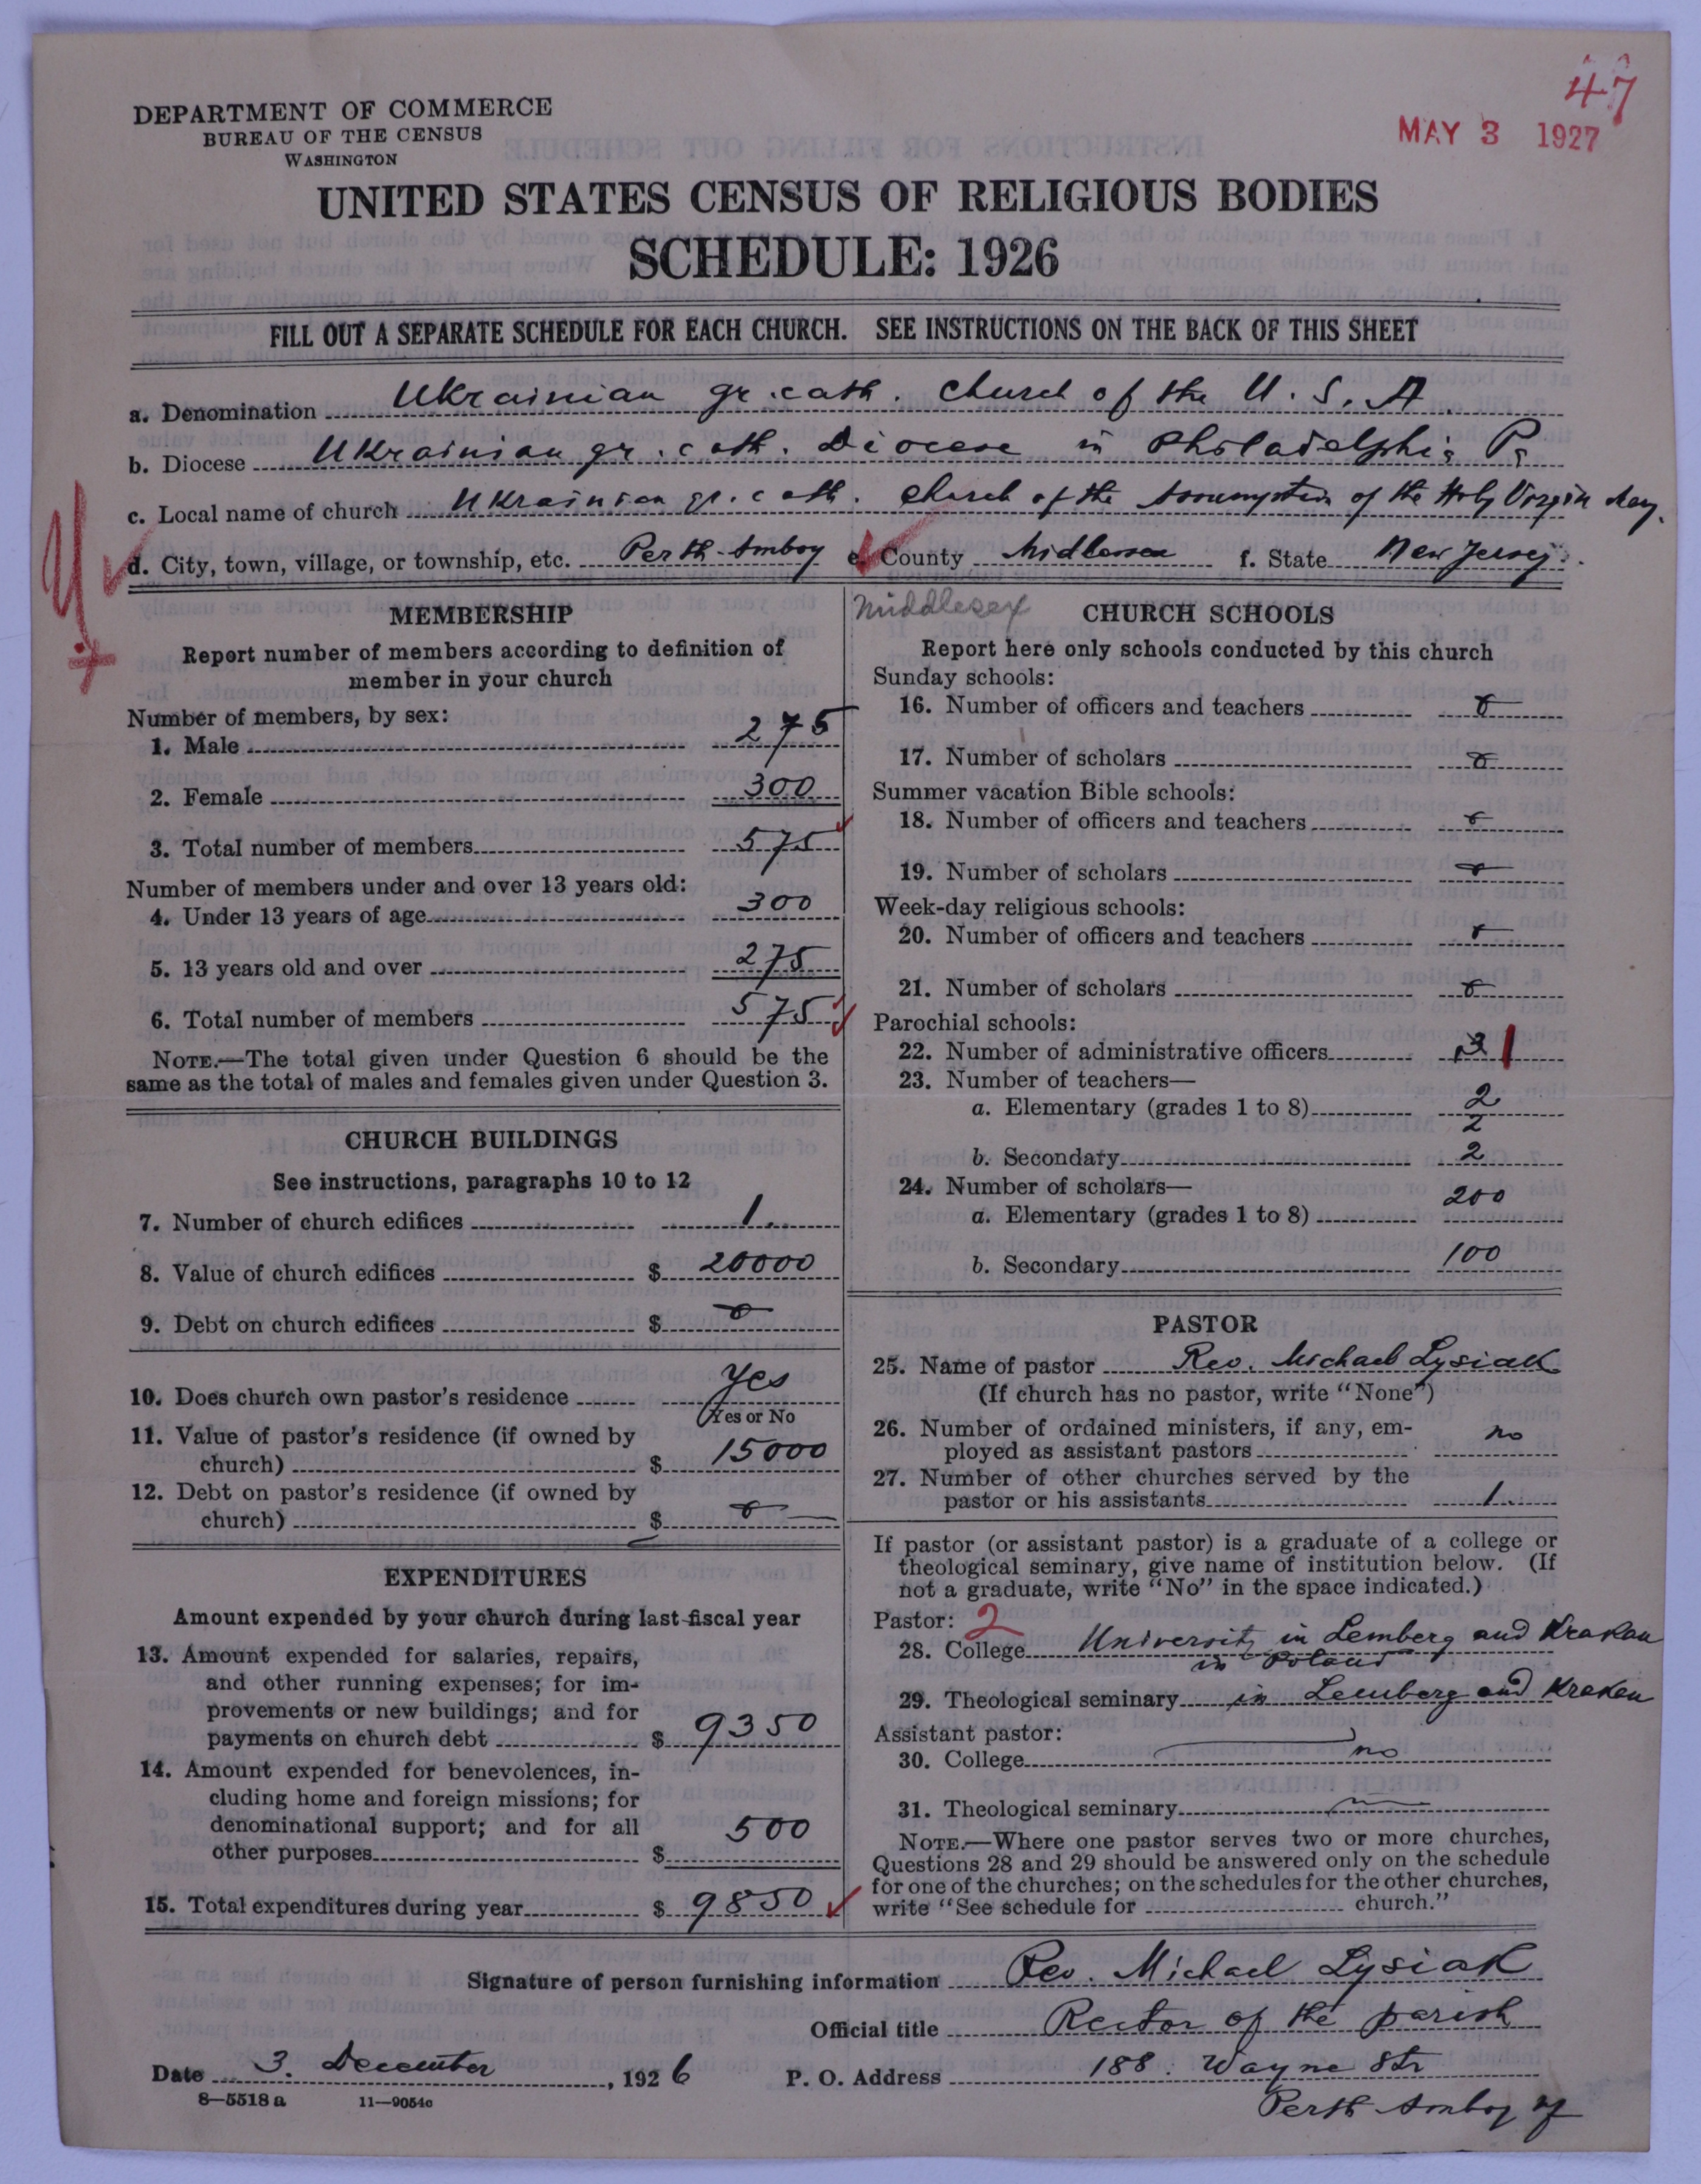 47
MAY 3 1927
DEPARTMENT OF COMMERCE
BUREAU OF THE CENSUS
WASHINGTON
UNITED STATES CENSUS OF RELIGIOUS BODIES
SCHEDULE: 1926
FILL OUT A SEPARATE SCHEDULE FOR EACH CHURCH. SEE INSTRUCTIONS ON THE BACK OF THIS SHEET
a. Denomination Ukrainian gr. cath. Church of the U. S. A.
b. Diocese Ukrainian gr. cath. Diocese in Philadelphia Pa
c. Local name of church Ukrainian gr. cath. Church of the Assumption of the Holy Virgin Mary.
d. City, town, village, or township, etc. Perth-Amboy e. County Midlessex f. State New Jersey.
Middlesex
MEMBERSHIP
Report number of members according to definition of
member in your church
Number of members, by sex:
1. Male 275
2. Female 300
3. Total number of members 575
Number of members under and over 13 years old:
4. Under 13 years of age 300
5. 13 years old and over 275
6. Total number of members 575
NOTE.—The total given under Question 6 should be the
same as the total of males and females given under Question 3.
CHURCH BUILDINGS
See instructions, paragraphs 10 to 12
7. Number of church edifices 1.
8. Value of church edifices $ 20000
9. Debt on church edifices $ 0
10. Does church own pastor's residence Yes
Yes or No
11. Value of pastor's residence (if owned by
church) $ 15000
12. Debt on pastor's residence (if owned by
church) $ 0
EXPENDITURES
Amount expended by your church during last fiscal year
13. Amount expended for salaries, repairs,
and other running expenses; for im-
provements or new buildings; and for
payments on church debt $ 9350
14. Amount expended for benevolences, in-
cluding home and foreign missions; for
denominational support; and for all
other purposes $ 500
15. Total expenditures during year $ 9850
CHURCH SCHOOLS
Report here only schools conducted by this church
Sunday schools:
16. Number of officers and teachers 0
17. Number of scholars 0
Summer vacation Bible schools:
18. Number of officers and teachers 0
19. Number of scholars 0
Week-day religious schools:
20. Number of officers and teachers 0
21. Number of scholars 0
Parochial schools:
22. Number of administrative officers 3 1
23. Number of teachers—
a. Elementary (grades 1 to 8) 2
2
b. Secondary 2
24. Number of scholars—
a. Elementary (grades 1 to 8) 200
b. Secondary 100
PASTOR
25. Name of pastor Rev. Michael Lysiak
(If church has no pastor, write "None")
26. Number of ordained ministers, if any, em-
ployed as assistant pastors no
27. Number of other churches served by the
pastor or his assistants 1.
If pastor (or assistant pastor) is a graduate of a college or
theological seminary, give name of institution below. (If
not a graduate, write "No" in the space indicated.)
Pastor: 2
28. College University in Lemberg and Krakau
in Poland
29. Theological seminary in Lemberg and Krakau
Assistant pastor:
30. College no
31. Theological seminary
NOTE.—Where one pastor serves two or more churches,
Questions 28 and 29 should be answered only on the schedule
for one of the churches; on the schedules for the other churches,
write "See schedule for church."
Signature of person furnishing information Rev. Michael Lysiak
Official title Rector of the parish
Date 3. December, 1926 P. O. Address 188. Wayne Str
Perth Amboy
8—5518 a 11—9054c